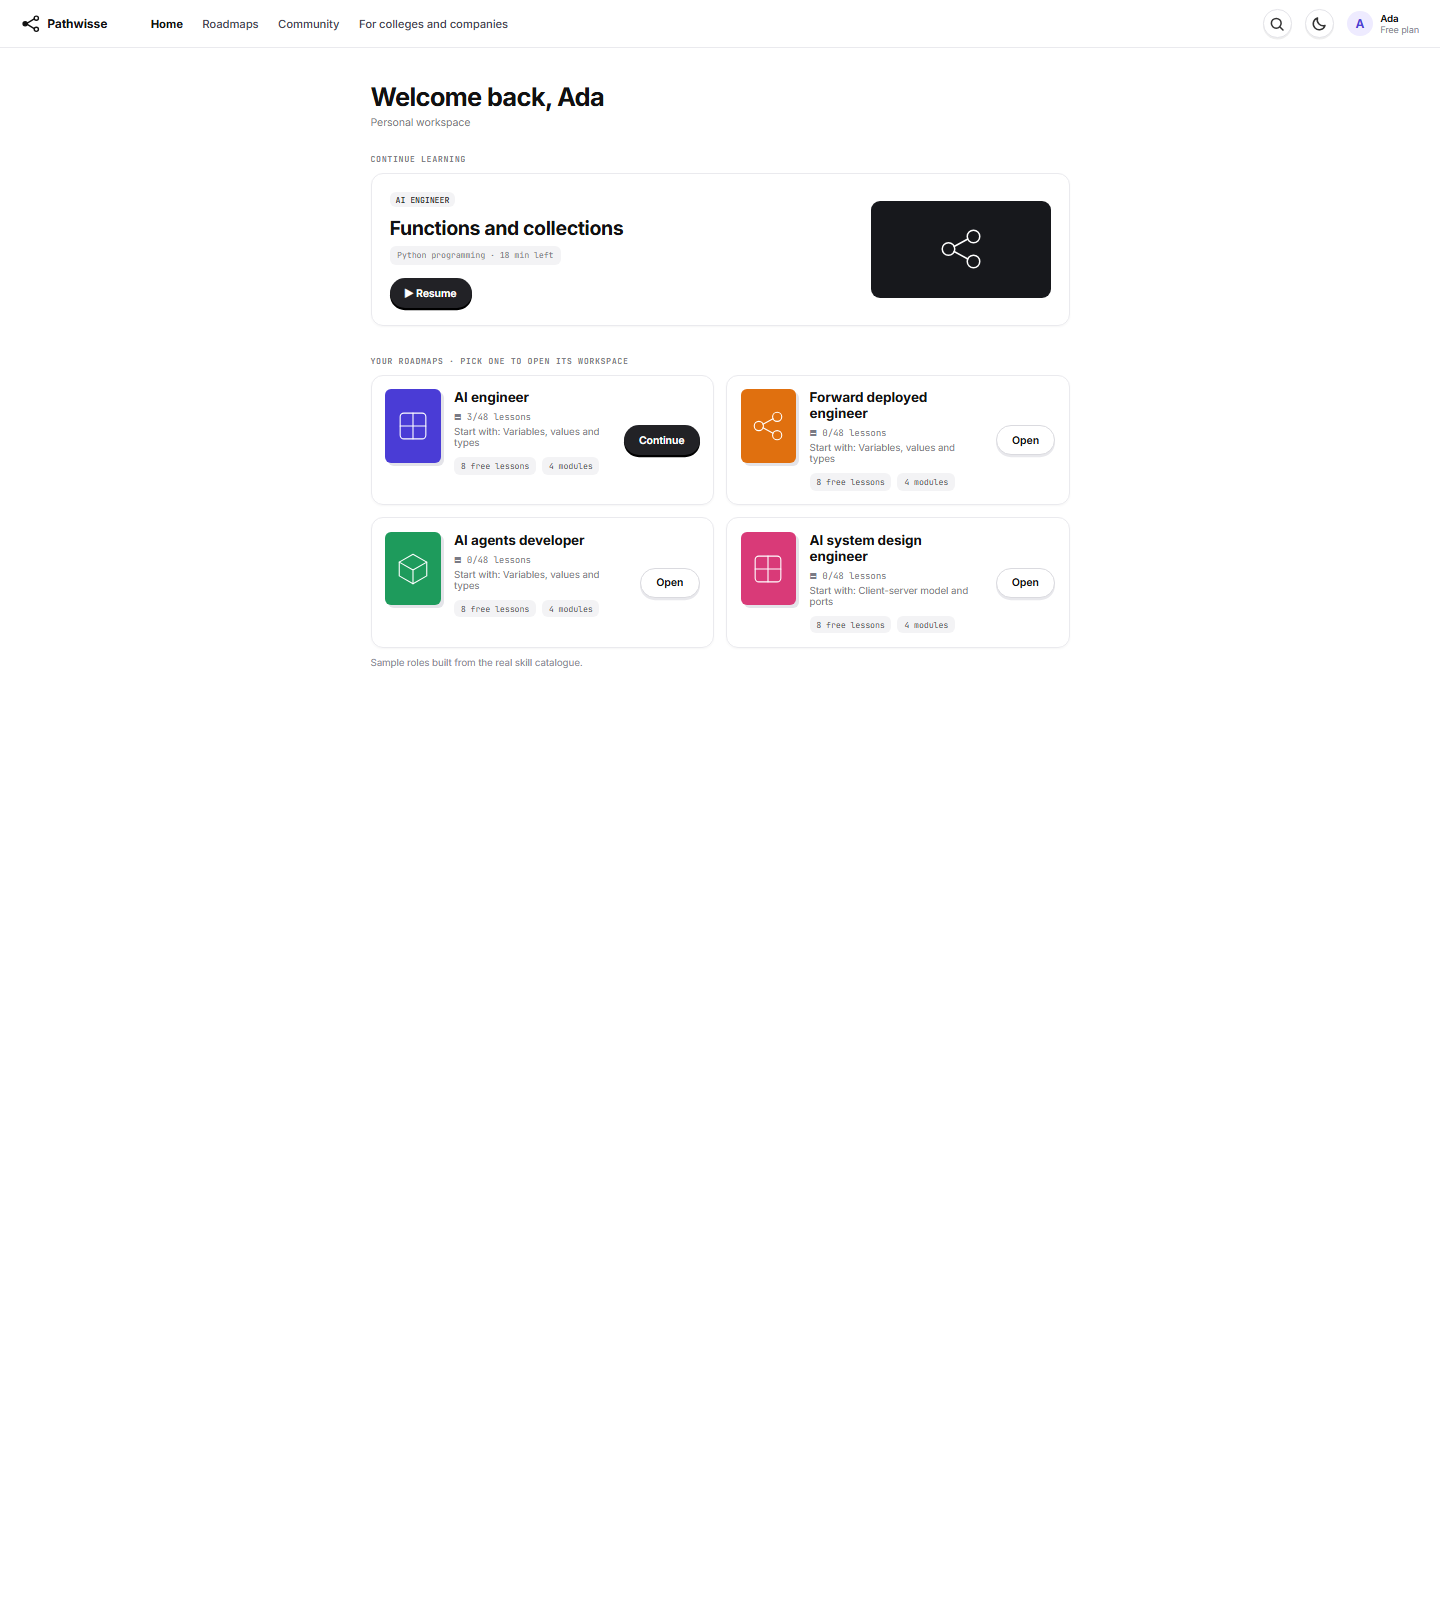 Pathwisse
Home
Roadmaps
Community
For colleges and companies
A
Ada
Free plan
Welcome back, Ada
Personal workspace
CONTINUE LEARNING
AI ENGINEER
Functions and collections
Python programming · 18 min left
Resume
YOUR ROADMAPS · PICK ONE TO OPEN ITS WORKSPACE
AI engineer
3/48 lessons
Start with: Variables, values and
types
8 free lessons
4 modules
Continue
Forward deployed
engineer
0/48 lessons
Start with: Variables, values and
types
8 free lessons
4 modules
Open
AI agents developer
0/48 lessons
Start with: Variables, values and
types
8 free lessons
4 modules
Open
AI system design
engineer
0/48 lessons
Start with: Client-server model and
ports
8 free lessons
4 modules
Open
Sample roles built from the real skill catalogue.